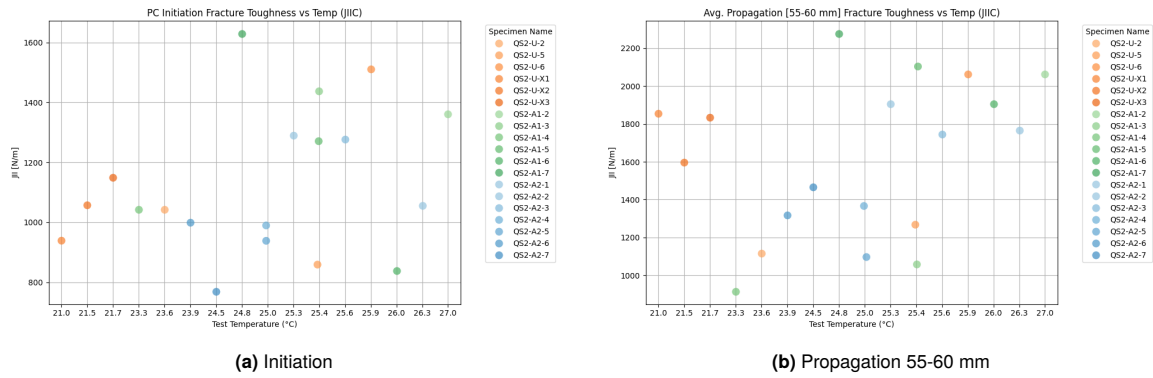 PC Initiation Fracture Toughness vs Temp (JIIC)
1600
1400
1200
1000
800
JII [N/m]
21.0 21.5 21.7 23.3 23.6 23.9 24.5 24.8 25.0 25.3 25.4 25.6 25.9 26.0 26.3 27.0
Test Temperature (°C)
Specimen Name
QS2-U-2
QS2-U-5
QS2-U-6
QS2-U-X1
QS2-U-X2
QS2-U-X3
QS2-A1-2
QS2-A1-3
QS2-A1-4
QS2-A1-5
QS2-A1-6
QS2-A1-7
QS2-A2-1
QS2-A2-2
QS2-A2-3
QS2-A2-4
QS2-A2-5
QS2-A2-6
QS2-A2-7
(a) Initiation
Avg. Propagation [55-60 mm] Fracture Toughness vs Temp (JIIC)
2200
2000
1800
1600
1400
1200
1000
JII [N/m]
21.0 21.5 21.7 23.3 23.6 23.9 24.5 24.8 25.0 25.3 25.4 25.6 25.9 26.0 26.3 27.0
Test Temperature (°C)
Specimen Name
QS2-U-2
QS2-U-5
QS2-U-6
QS2-U-X1
QS2-U-X2
QS2-U-X3
QS2-A1-2
QS2-A1-3
QS2-A1-4
QS2-A1-5
QS2-A1-6
QS2-A1-7
QS2-A2-1
QS2-A2-2
QS2-A2-3
QS2-A2-4
QS2-A2-5
QS2-A2-6
QS2-A2-7
(b) Propagation 55-60 mm